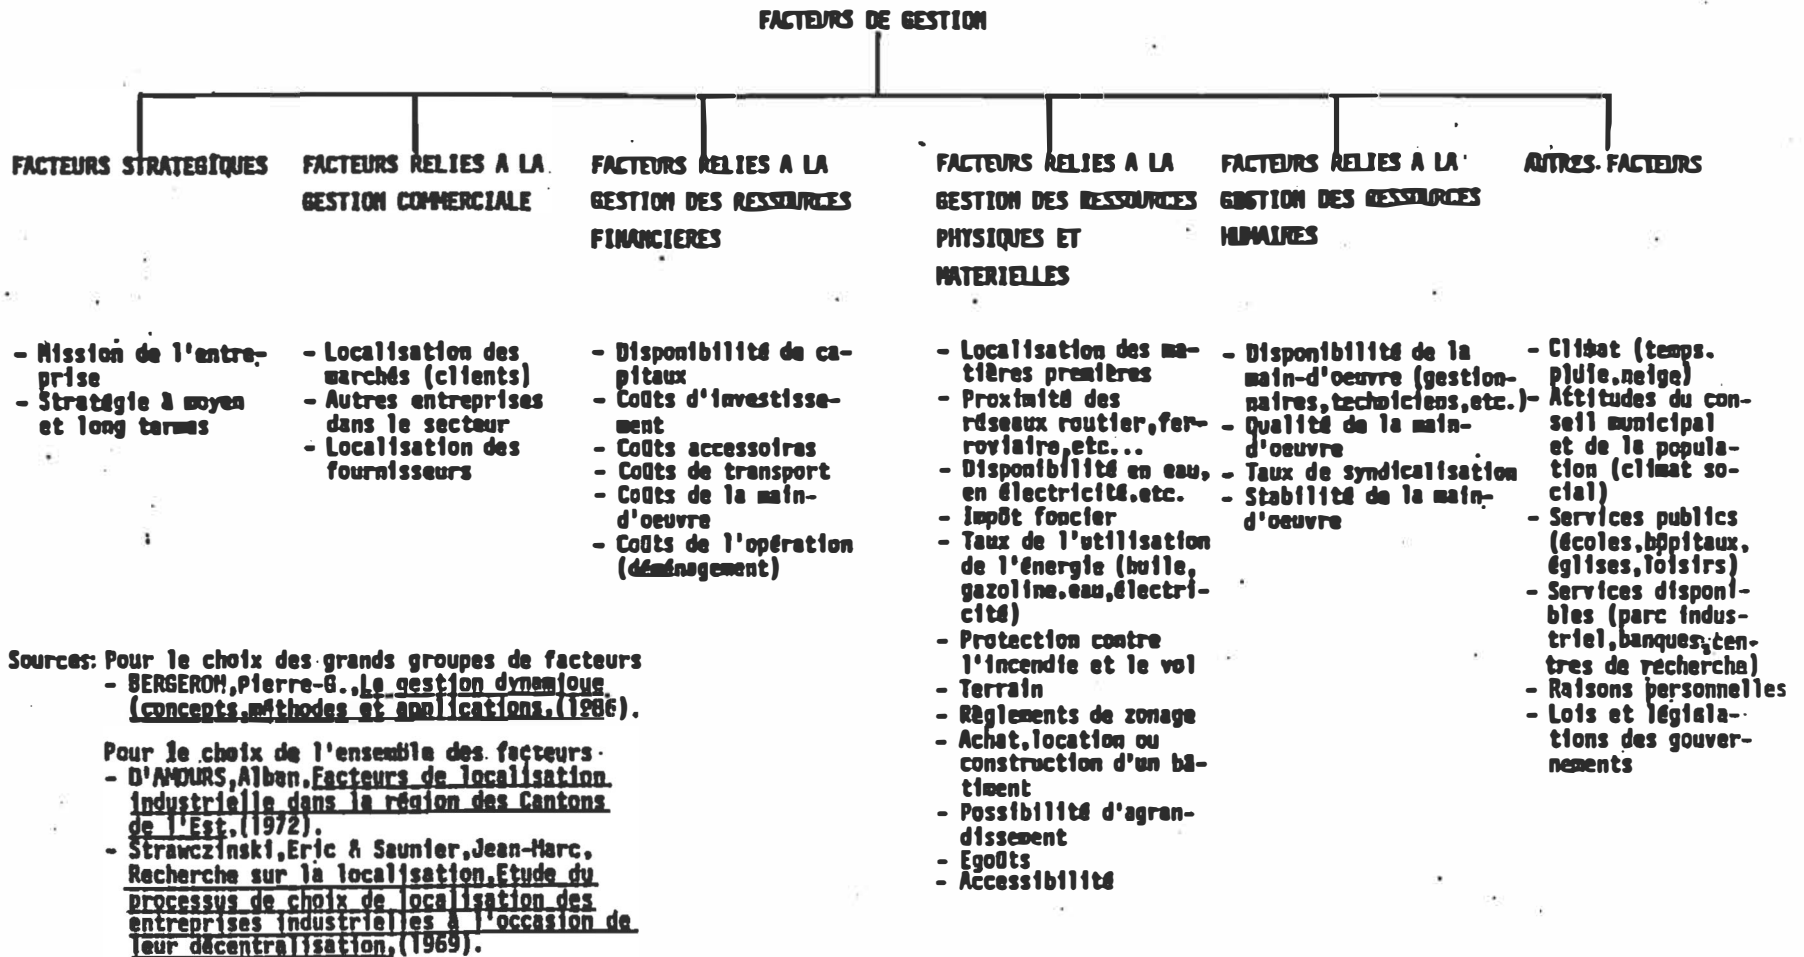 FACTEURS DE GESTION
FACTEURS STRATEGIQUES
FACTEURS RELIES A LA
GESTION COMMERCIALE
FACTEURS RELIES A LA
GESTION DES RESSOURCES
FINANCIERES
FACTEURS RELIES A LA
GESTION DES RESSOURCES
PHYSIQUES ET
MATERIELLES
FACTEURS RELIES A LA
GESTION DES RESSOURCES
HUMAINES
AUTRES FACTEURS
- Mission de l'entre-
prise
- Stratégie à moyen
et long termes
- Localisation des
marchés (clients)
- Autres entreprises
dans le secteur
- Localisation des
fournisseurs
- Disponibilité de ca-
pitaux
- Coûts d'investisse-
ment
- Coûts accessoires
- Coûts de transport
- Coûts de la main-
d'oeuvre
- Coûts de l'opération
(déménagement)
- Localisation des ma-
tières premières
- Proximité des
réseaux routier,fer-
roviaire,etc...
- Disponibilité en eau,
en électricité,etc.
- Impôt foncier
- Taux de l'utilisation
de l'énergie (huile,
gazoline,eau,électri-
cité)
- Protection contre
l'incendie et le vol
- Terrain
- Règlements de zonage
- Achat,location ou
construction d'un bâ-
timent
- Possibilité d'agran-
dissement
- Egoûts
- Accessibilité
- Disponibilité de la
main-d'oeuvre (gestion-
naires,techniciens,etc.)
- Qualité de la main-
d'oeuvre
- Taux de syndicalisation
- Stabilité de la main-
d'oeuvre
- Climat (temps,
pluie,neige)
- Attitudes du con-
seil municipal
et de la popula-
tion (climat so-
cial)
- Services publics
(écoles,hôpitaux,
églises,loisirs)
- Services disponi-
bles (parc indus-
triel,banques,cen-
tres de recherche)
- Raisons personnelles
- Lois et législa-
tions des gouver-
nements
Sources: Pour le choix des grands groupes de facteurs
- BERGERON,Pierre-G.,La gestion dynamique
(concepts,méthodes et applications,(1986).
Pour le choix de l'ensemble des facteurs
- D'AMOURS,Alban,Facteurs de localisation
industrielle dans la région des Cantons
de l'Est,(1972).
- Strawczinski,Eric & Saunier,Jean-Marc,
Recherche sur la localisation,Etude du
processus de choix de localisation des
entreprises industrielles à l'occasion de
leur décentralisation,(1969).